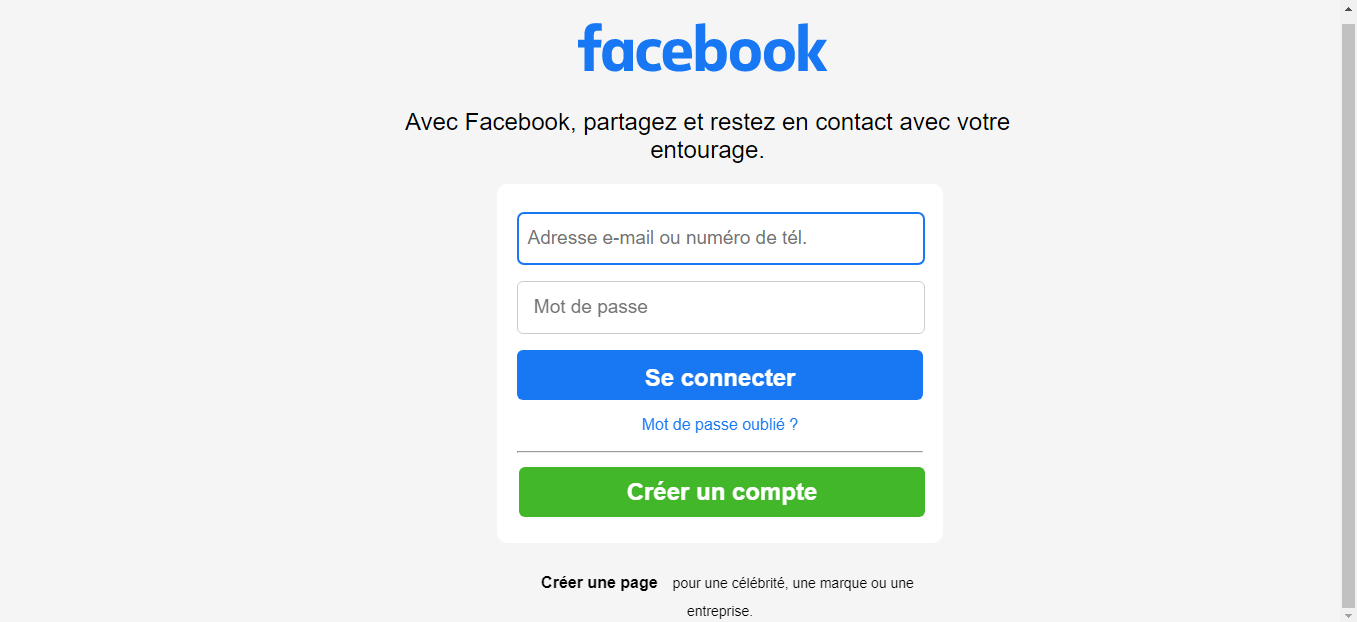 facebook
Avec Facebook, partagez et restez en contact avec votre
entourage.
Adresse e-mail ou numéro de tél.
Mot de passe
Se connecter
Mot de passe oublié ?
Créer un compte
Créer une page pour une célébrité, une marque ou une
entreprise.